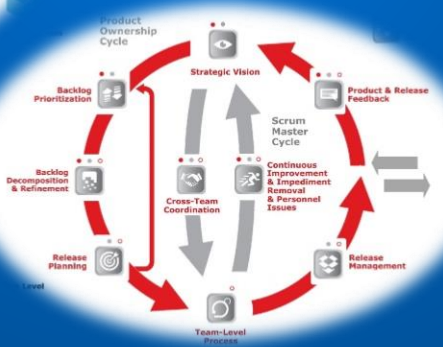 Product
Ownership
Cycle
Strategic Vision
Backlog
Prioritization
Product & Release
Feedback
Scrum
Master
Cycle
Backlog
Decomposition
& Refinement
Cross-Team
Coordination
Continuous
Improvement
& Impediment
Removal
& Personnel
Issues
Release
Planning
Release
Management
Level
Team-Level
Process